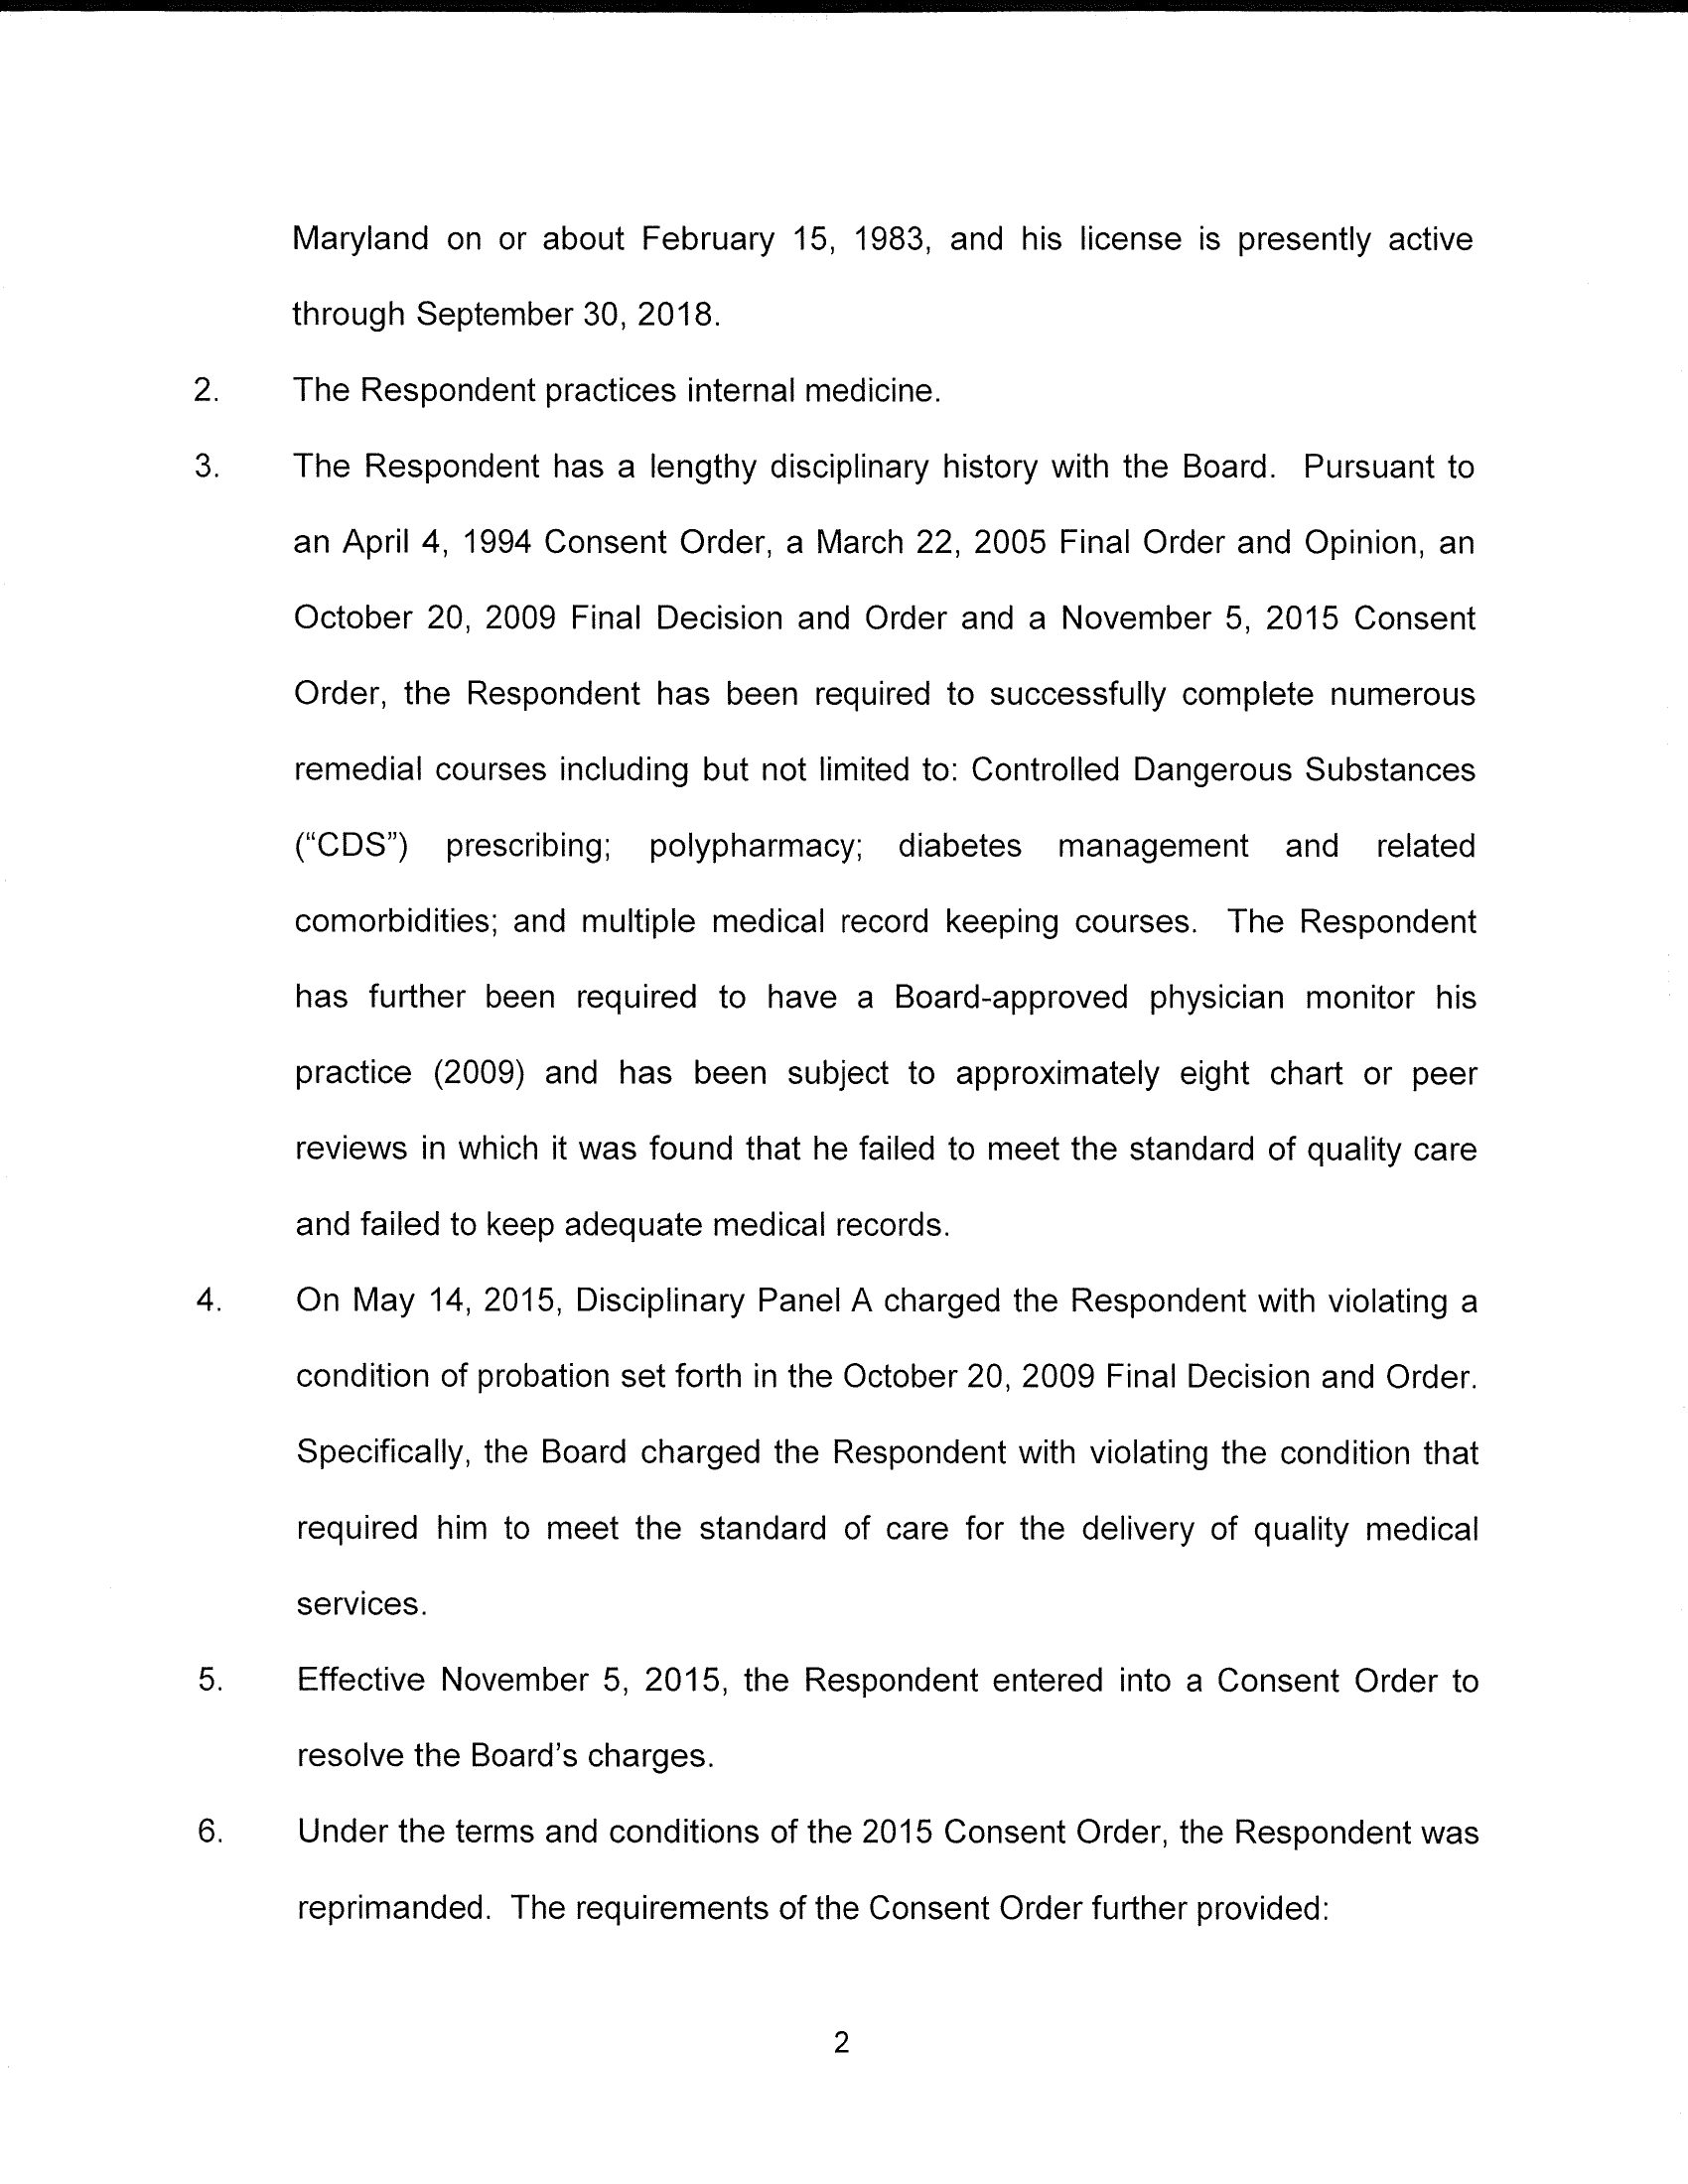 Maryland on or about February 15, 1983, and his license is presently active
through September 30, 2018.
2. The Respondent practices internal medicine.
3. The Respondent has a lengthy disciplinary history with the Board. Pursuant to
an April 4, 1994 Consent Order, a March 22, 2005 Final Order and Opinion, an
October 20, 2009 Final Decision and Order and a November 5, 2015 Consent
Order, the Respondent has been required to successfully complete numerous
remedial courses including but not limited to: Controlled Dangerous Substances
(“CDS”) prescribing; polypharmacy; diabetes management and related
comorbidities; and multiple medical record keeping courses. The Respondent
has further been required to have a Board-approved physician monitor his
practice (2009) and has been subject to approximately eight chart or peer
reviews in which it was found that he failed to meet the standard of quality care
and failed to keep adequate medical records.
4. On May 14, 2015, Disciplinary Panel A charged the Respondent with violating a
condition of probation set forth in the October 20, 2009 Final Decision and Order.
Specifically, the Board charged the Respondent with violating the condition that
required him to meet the standard of care for the delivery of quality medical
services.
5. Effective November 5, 2015, the Respondent entered into a Consent Order to
resolve the Board’s charges.
6. Under the terms and conditions of the 2015 Consent Order, the Respondent was
reprimanded. The requirements of the Consent Order further provided:
2